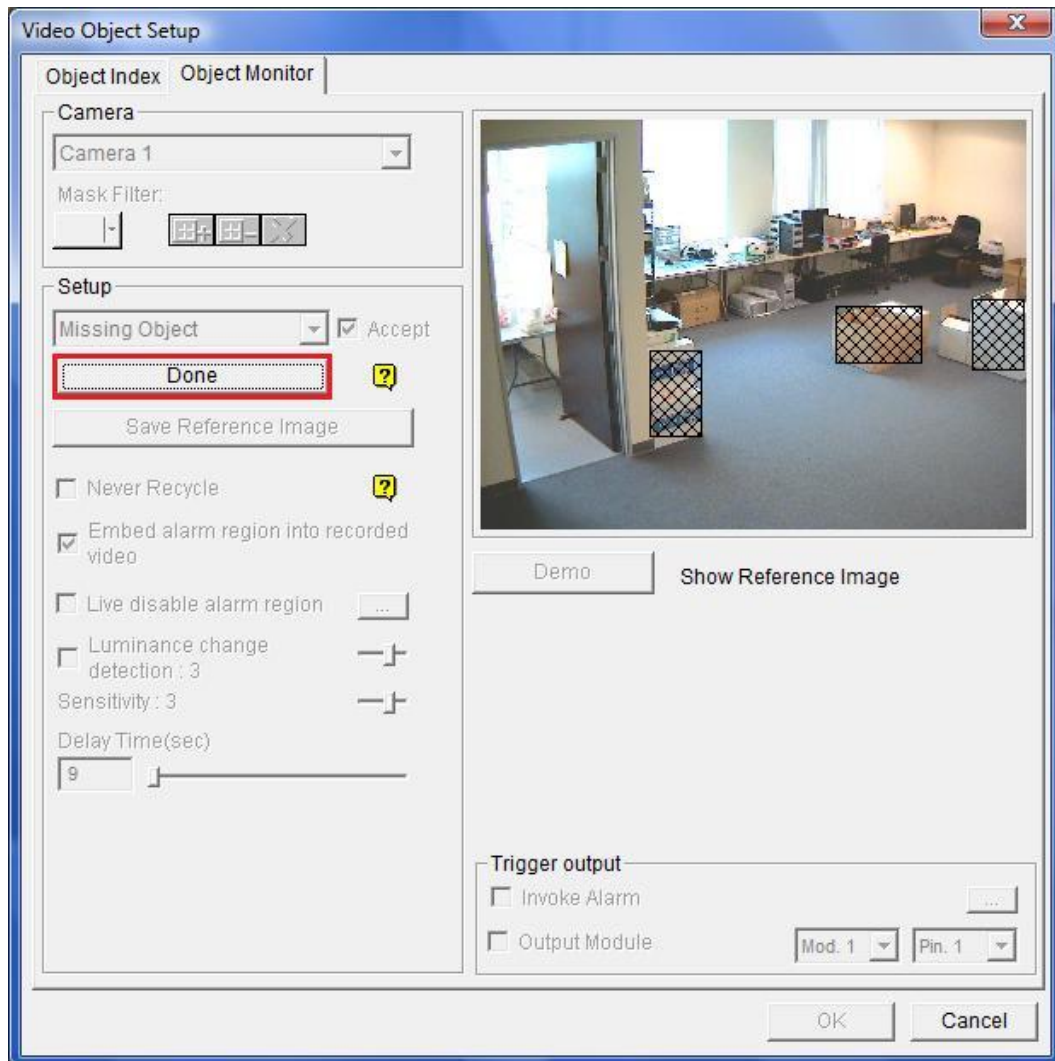 Video Object Setup
Object Index
Object Monitor
Camera
Camera 1
Mask Filter:
Setup
Missing Object
Accept
Done
?
Save Reference Image
Never Recycle
?
Embed alarm region into recorded
video
Live disable alarm region
...
Luminance change
detection : 3
Sensitivity : 3
Delay Time(sec)
9
Demo
Show Reference Image
Trigger output
Invoke Alarm
...
Output Module
Mod. 1
Pin. 1
OK
Cancel